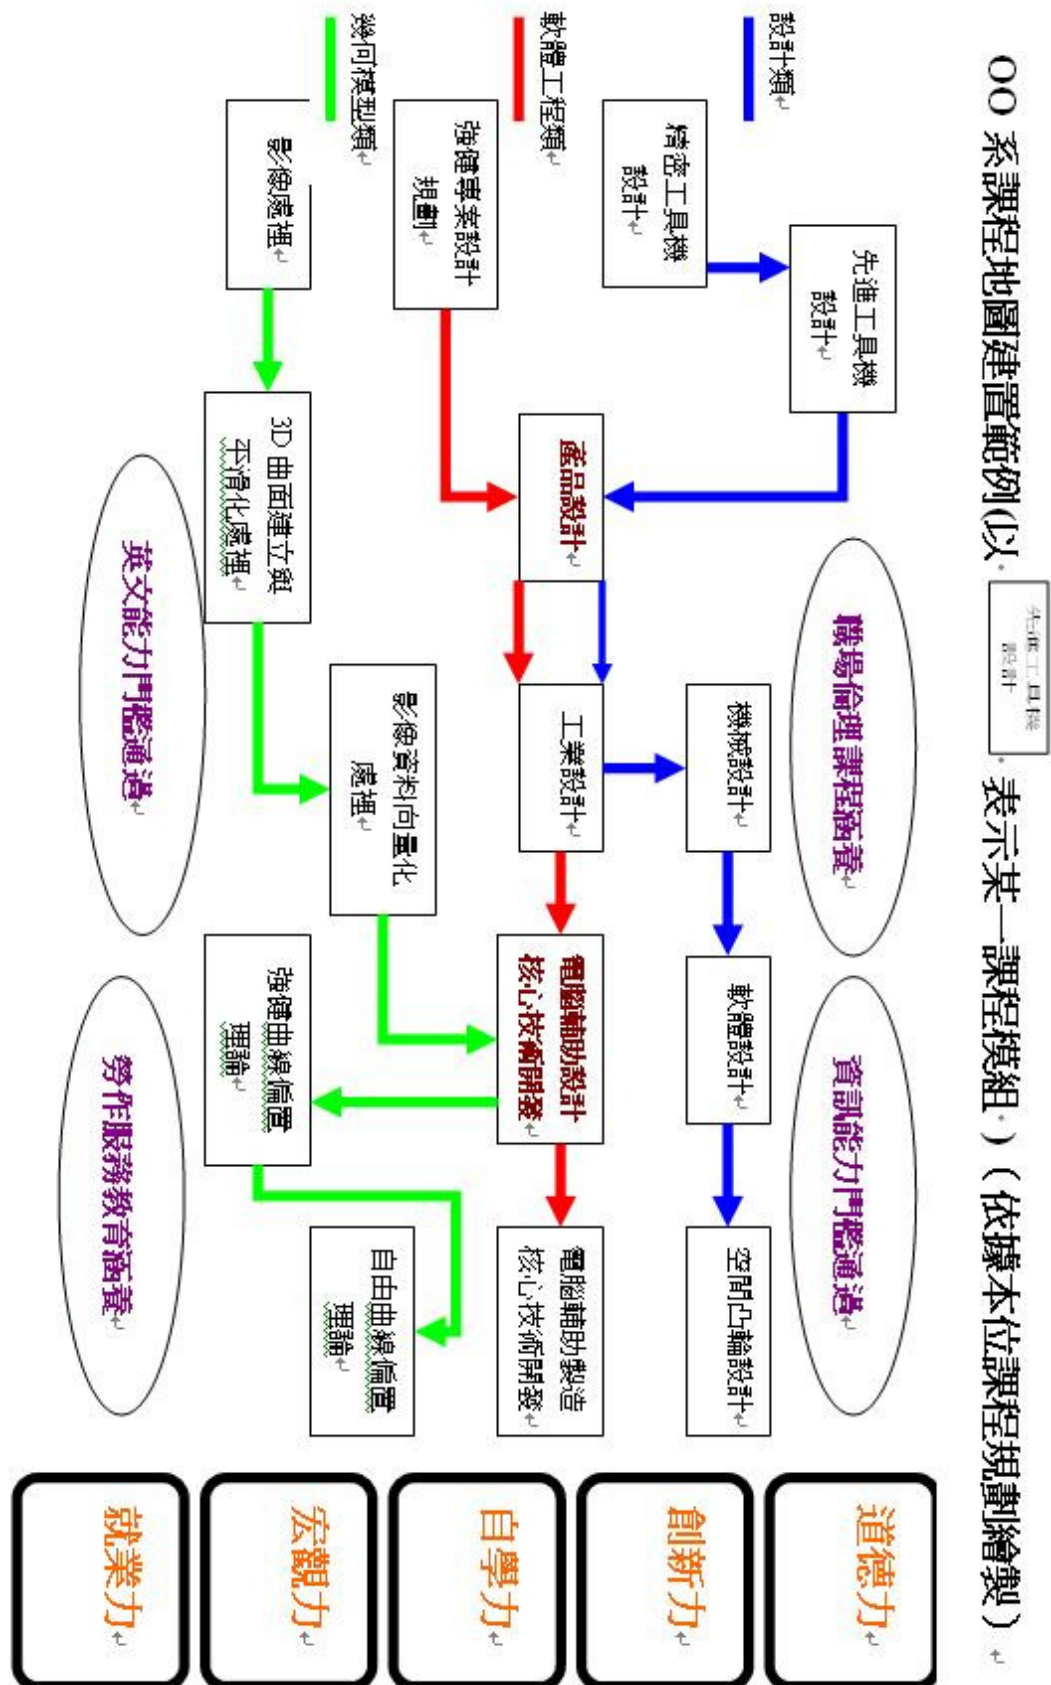 OO 系課程地圖建置範例(以
先進工具機
設計
表示某一課程模組 )（依據本位課程規劃繪製）
設計類
軟體工程類
幾何模型類
先進工具機
設計
精密工具機
設計
強健專案設計
規劃
影像處裡
職場倫理課程涵養
資訊能力門檻通過
機械設計
軟體設計
空間凸輪設計
產品設計
工業設計
電腦輔助設計
核心技術開發
電腦輔助製造
核心技術開發
影像資料向量化
處裡
自由曲線偏置
理論
3D 曲面建立與
平滑化處裡
強健曲線偏置
理論
英文能力門檻通過
勞作服務教育涵養
道德力
創新力
自學力
宏觀力
就業力